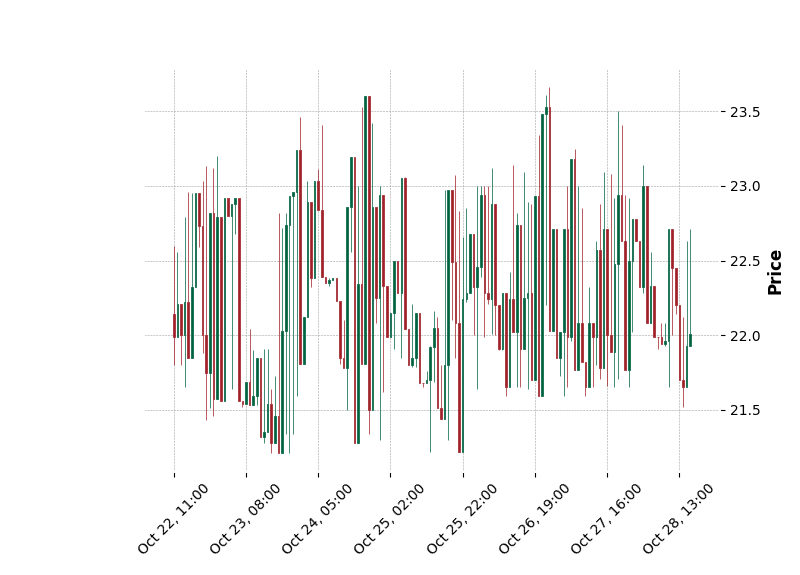 23.5
23.0
22.5
22.0
21.5
Price
Oct 22, 11:00
Oct 23, 08:00
Oct 24, 05:00
Oct 25, 02:00
Oct 25, 22:00
Oct 26, 19:00
Oct 27, 16:00
Oct 28, 13:00